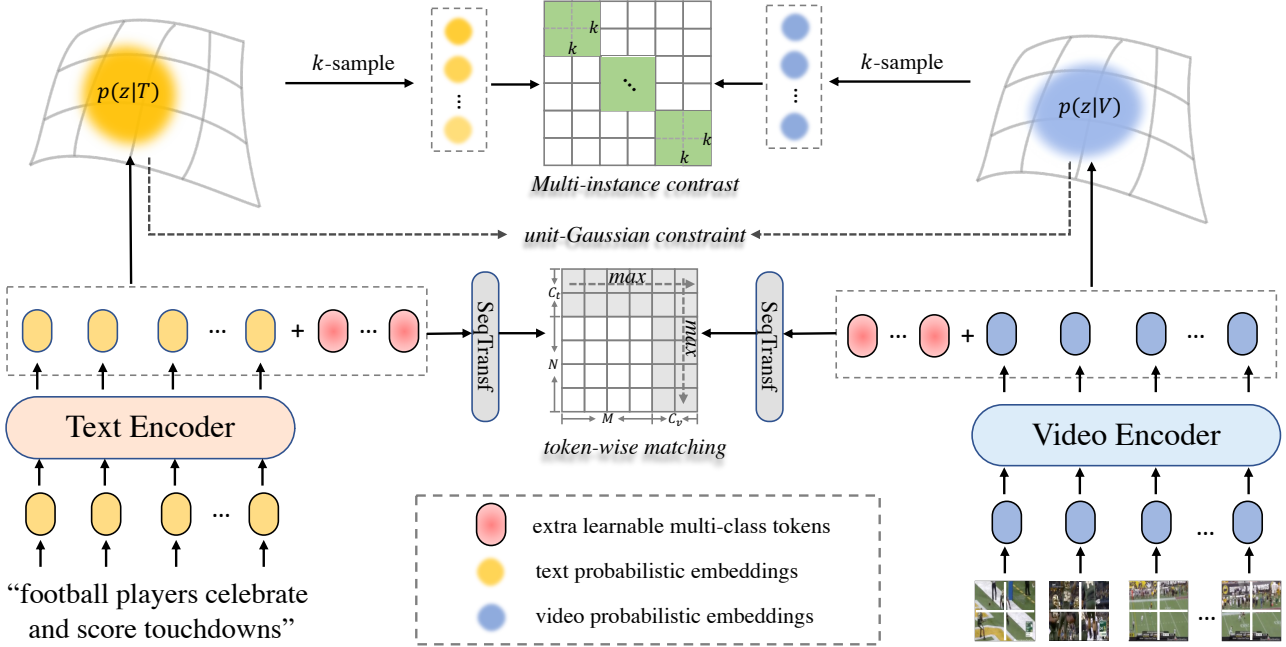 p(z|T)
k-sample
k
k
⋱
k
k
k-sample
p(z|V)
Multi-instance contrast
unit-Gaussian constraint
... +
...
SeqTransf
max
max
C_t
N
M
C_v
SeqTransf
... +
...
Text Encoder
token-wise matching
Video Encoder
...
...
extra learnable multi-class tokens
text probabilistic embeddings
video probabilistic embeddings
“football players celebrate
and score touchdowns”
...